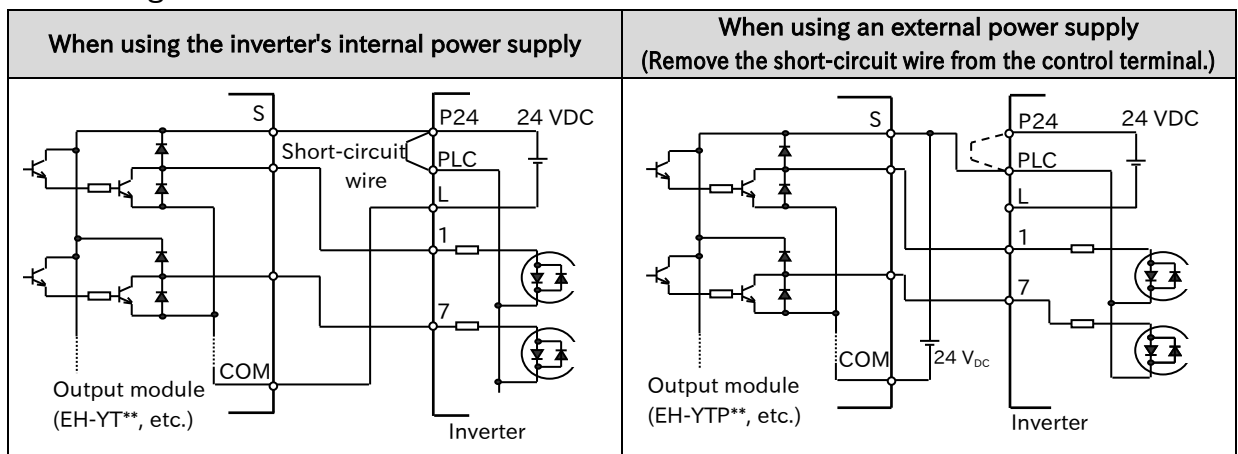 When using the inverter's internal power supply
When using an external power supply
(Remove the short-circuit wire from the control terminal.)
S
P24
24 VDC
Short-circuit
wire
PLC
L
1
7
COM
Output module
(EH-YT**, etc.)
Inverter
S
P24
24 VDC
PLC
L
1
7
COM
24 VDC
Output module
(EH-YTP**, etc.)
Inverter